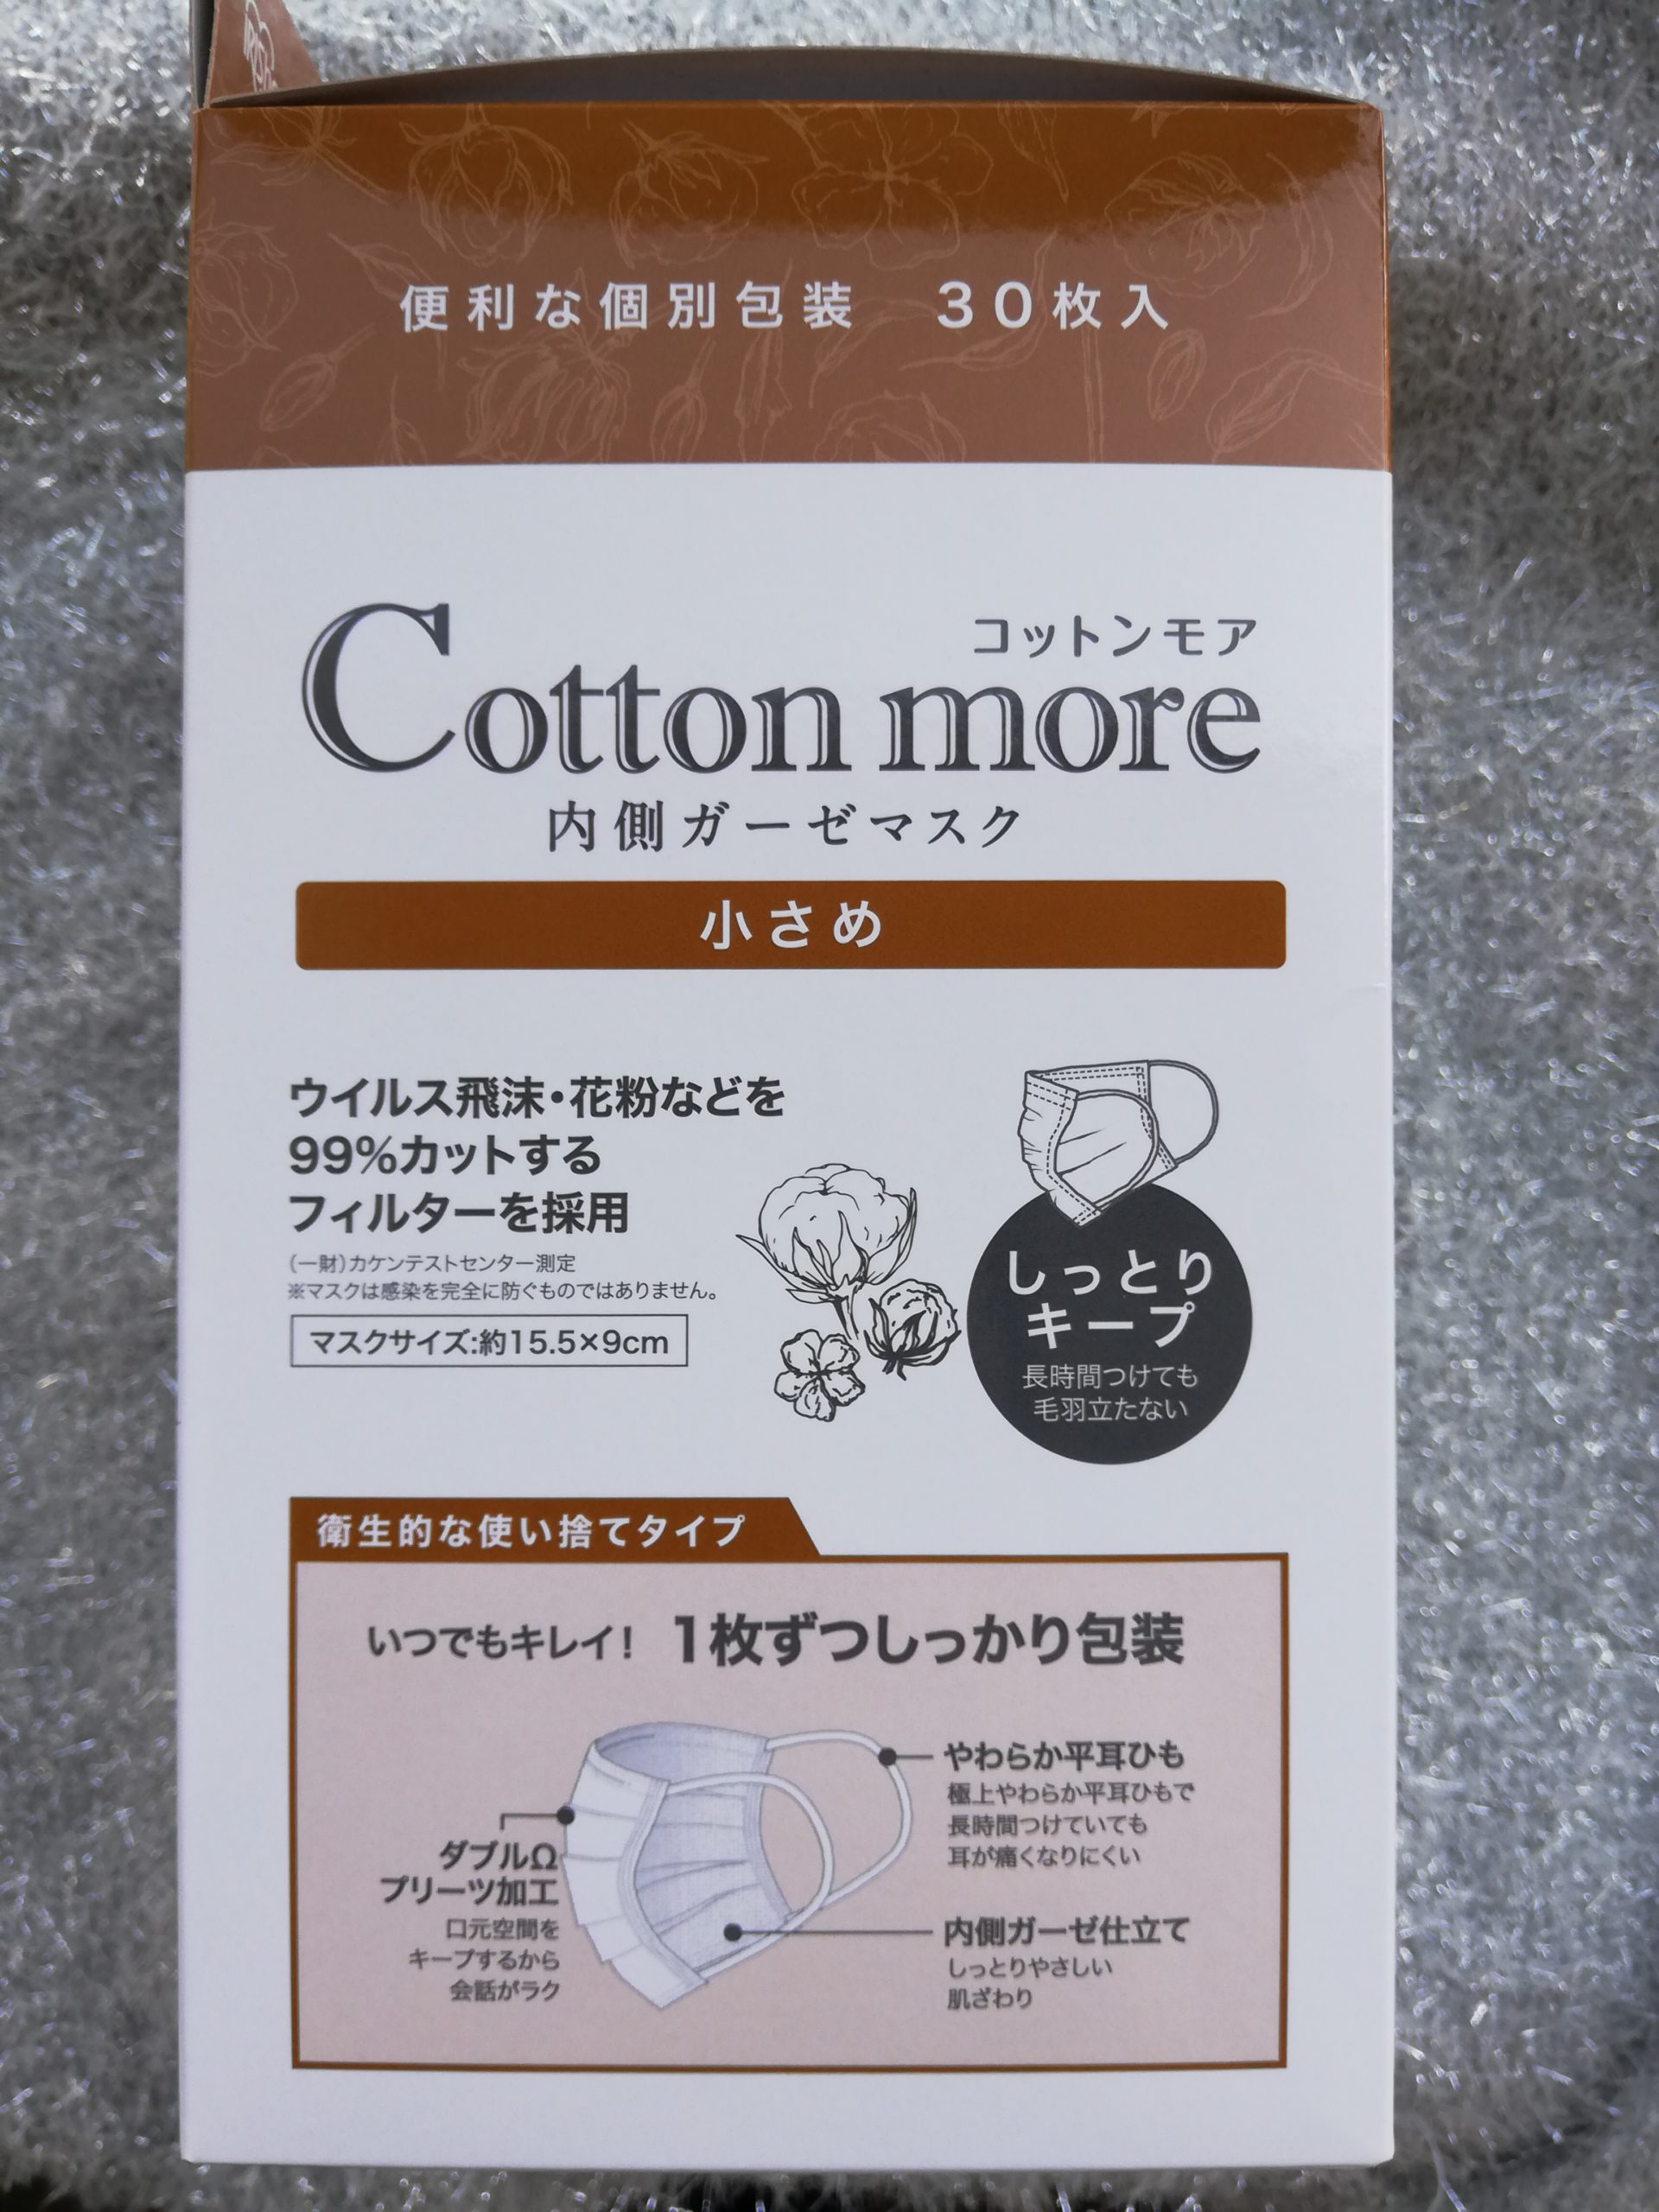 IRIS
便利な個別包装　30枚入
コットンモア
Cotton more
内側ガーゼマスク
小さめ
ウイルス飛沫・花粉などを
99%カットする
フィルターを採用
(一財)カケンテストセンター測定
※マスクは感染を完全に防ぐものではありません。
マスクサイズ:約15.5×9cm
しっとり
キープ
長時間つけても
毛羽立たない
衛生的な使い捨てタイプ
いつでもキレイ! 1枚ずつしっかり包装
やわらか平耳ひも
極上やわらか平耳ひもで
長時間つけていても
耳が痛くなりにくい
ダブルΩ
プリーツ加工
口元空間を
キープするから
会話がラク
内側ガーゼ仕立て
しっとりやさしい
肌ざわり